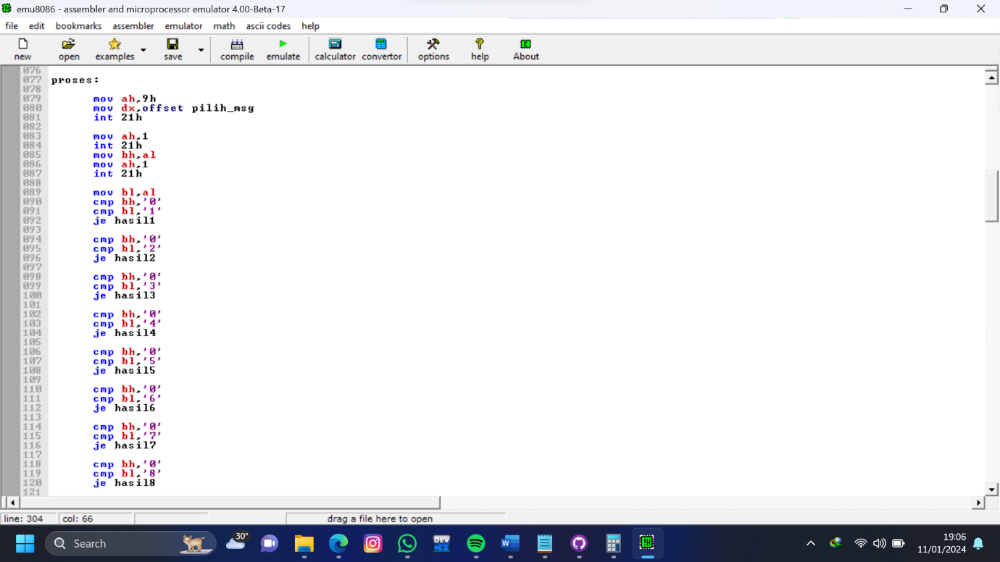 emu8086 - assembler and microprocessor emulator 4.00-Beta-17
file edit bookmarks assembler emulator math ascii codes help
new open examples save compile emulate calculator convertor options help About
076
077 proses:
078
079 mov ah,9h
080 mov dx,offset pilih_msg
081 int 21h
082
083 mov ah,1
084 int 21h
085 mov bh,al
086 mov ah,1
087 int 21h
088
089 mov bl,al
090 cmp bh,'0'
091 cmp bl,'1'
092 je hasil1
093
094 cmp bh,'0'
095 cmp bl,'2'
096 je hasil2
097
098 cmp bh,'0'
099 cmp bl,'3'
100 je hasil3
101
102 cmp bh,'0'
103 cmp bl,'4'
104 je hasil4
105
106 cmp bh,'0'
107 cmp bl,'5'
108 je hasil5
109
110 cmp bh,'0'
111 cmp bl,'6'
112 je hasil6
113
114 cmp bh,'0'
115 cmp bl,'7'
116 je hasil7
117
118 cmp bh,'0'
119 cmp bl,'8'
120 je hasil8
121
line: 304 col: 66 drag a file here to open
Search 30° DEV C++ W 19:06
11/01/2024